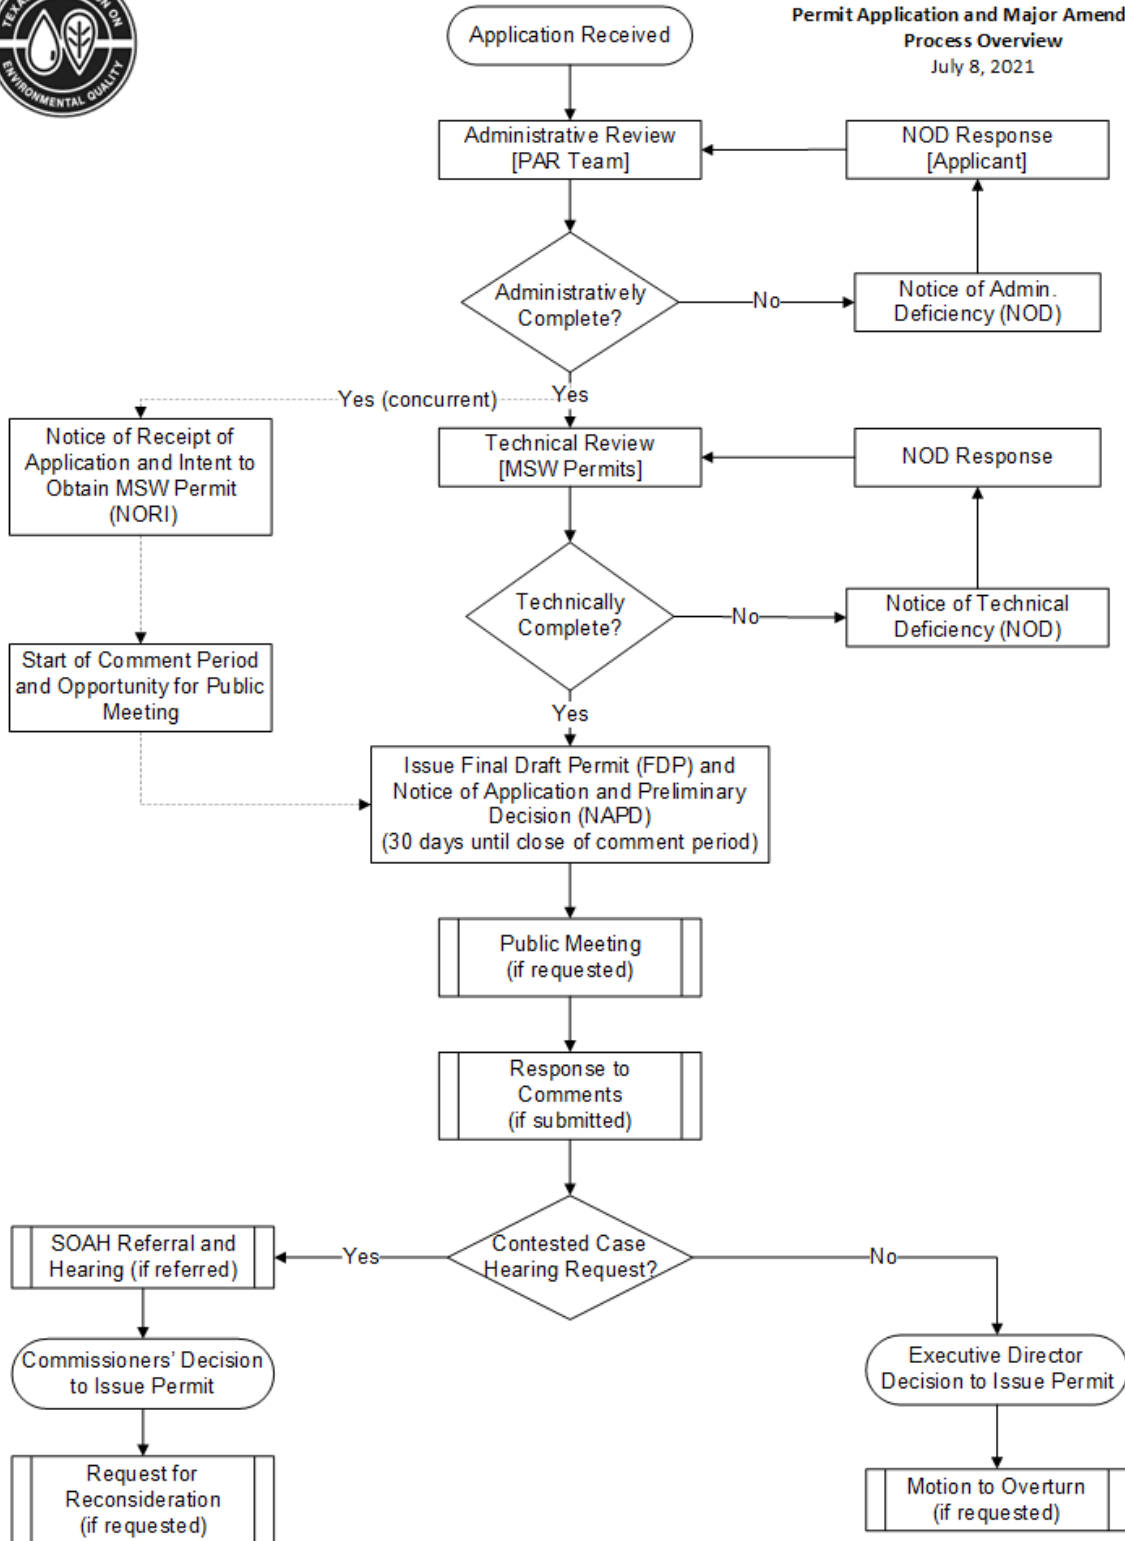 ENVIRONMENTAL QUALITY
Permit Application and Major Amend
Process Overview
July 8, 2021
Application Received
Administrative Review
[PAR Team]
NOD Response
[Applicant]
Administratively
Complete?
No
Notice of Admin.
Deficiency (NOD)
Yes (concurrent)
Yes
Notice of Receipt of
Application and Intent to
Obtain MSW Permit
(NORI)
Technical Review
[MSW Permits]
NOD Response
Technically
Complete?
No
Notice of Technical
Deficiency (NOD)
Start of Comment Period
and Opportunity for Public
Meeting
Yes
Issue Final Draft Permit (FDP) and
Notice of Application and Preliminary
Decision (NAPD)
(30 days until close of comment period)
Public Meeting
(if requested)
Response to
Comments
(if submitted)
Contested Case
Hearing Request?
Yes
No
SOAH Referral and
Hearing (if referred)
Commissioners' Decision
to Issue Permit
Executive Director
Decision to Issue Permit
Request for
Reconsideration
(if requested)
Motion to Overturn
(if requested)